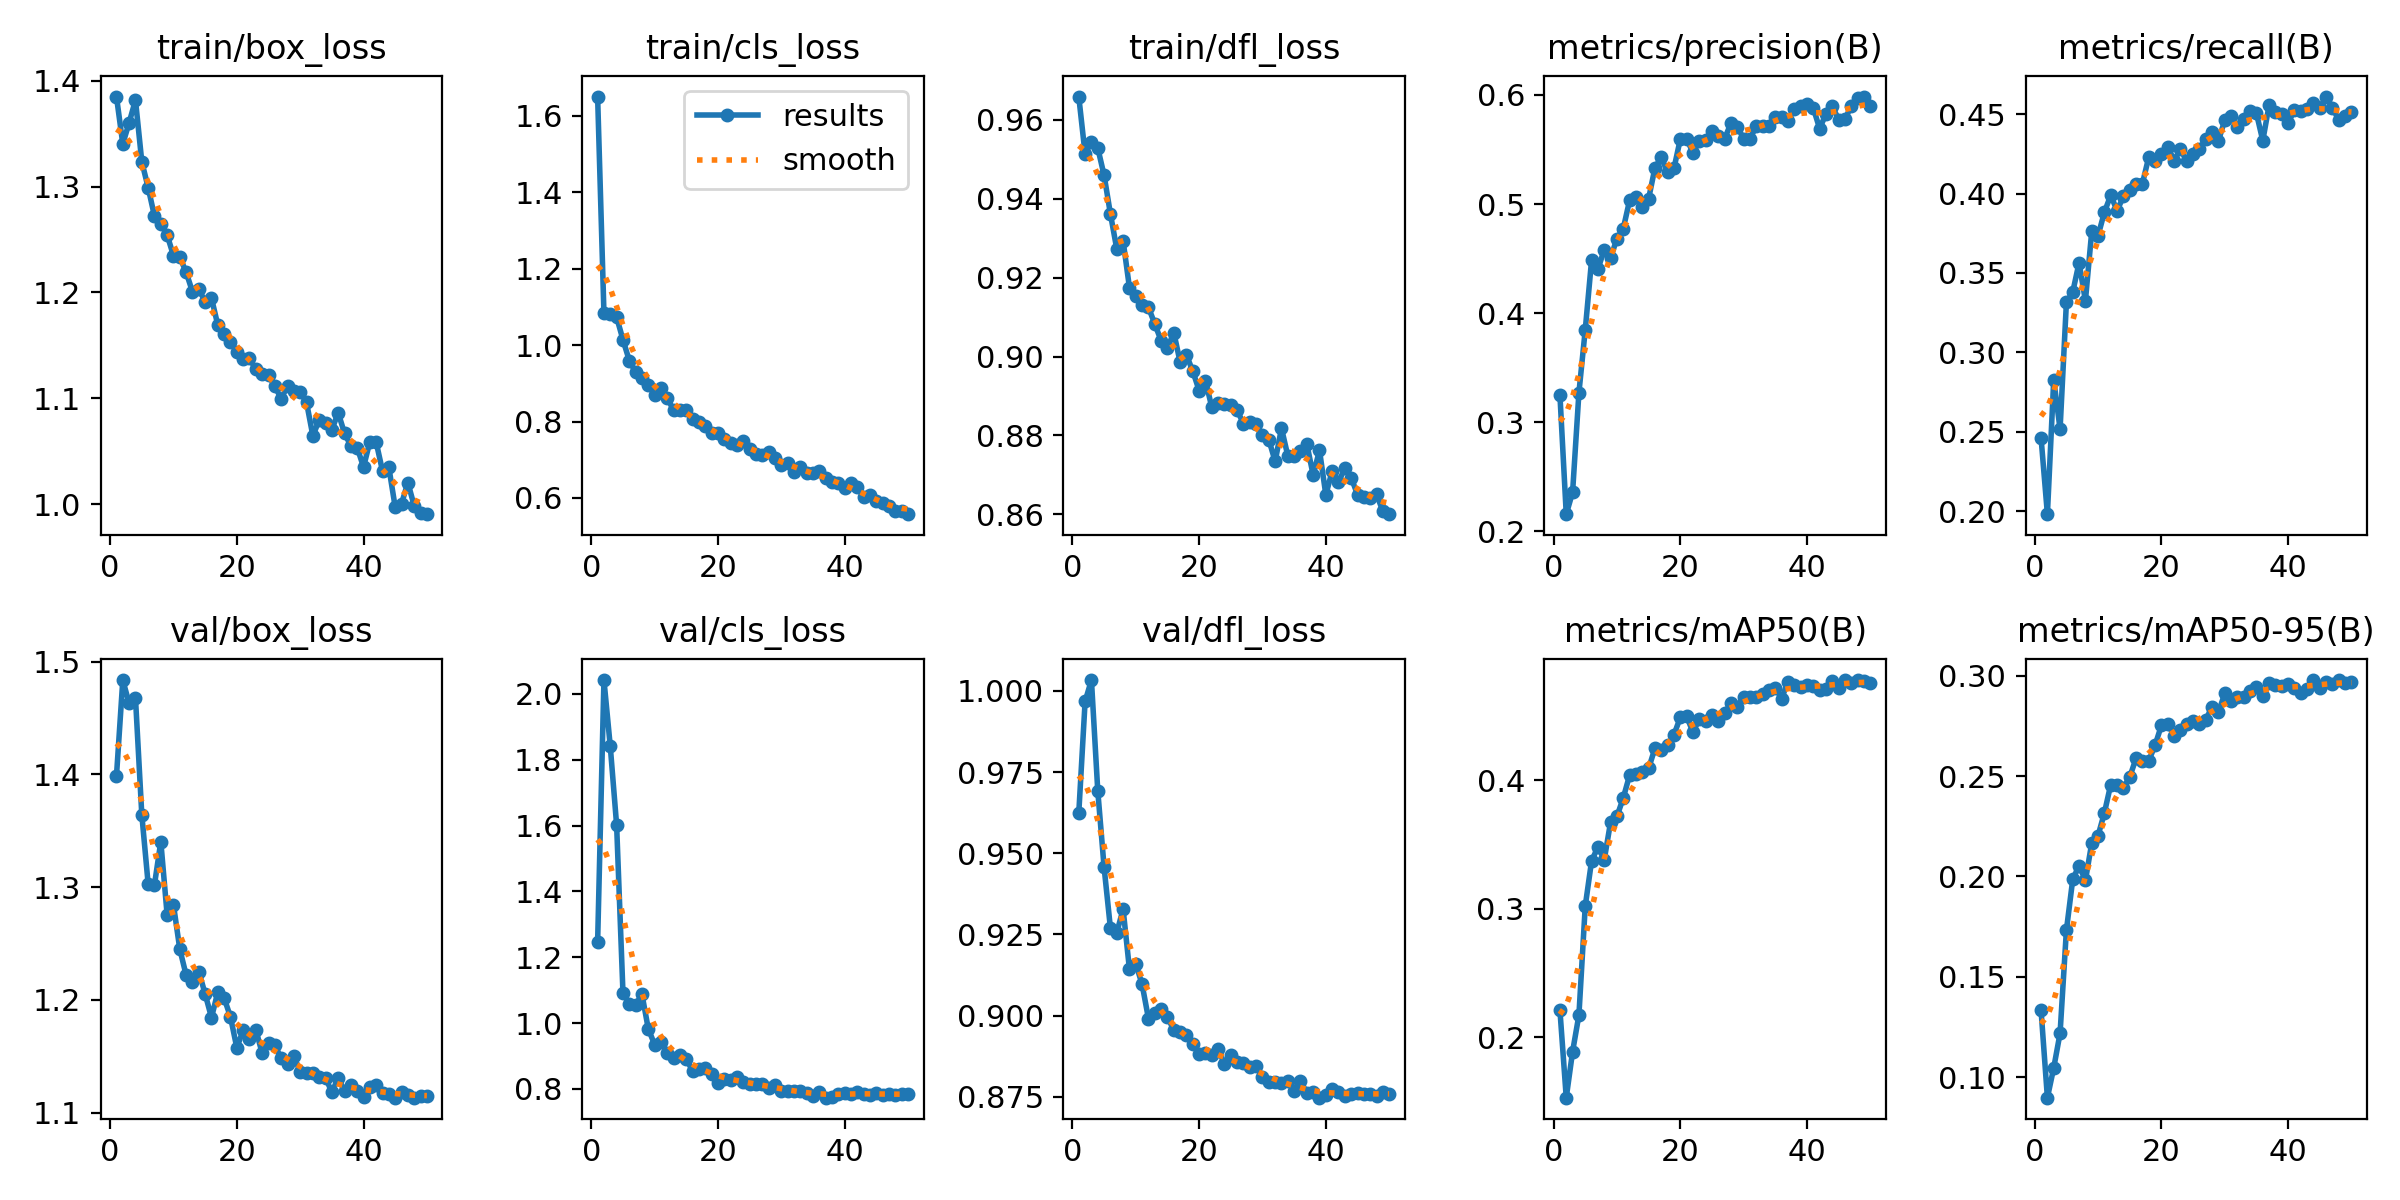 train/box_loss
1.4
1.3
1.2
1.1
1.0
0 20 40
train/cls_loss
results
smooth
1.6
1.4
1.2
1.0
0.8
0.6
0 20 40
train/dfl_loss
0.96
0.94
0.92
0.90
0.88
0.86
0 20 40
metrics/precision(B)
0.6
0.5
0.4
0.3
0.2
0 20 40
metrics/recall(B)
0.45
0.40
0.35
0.30
0.25
0.20
0 20 40
val/box_loss
1.5
1.4
1.3
1.2
1.1
0 20 40
val/cls_loss
2.0
1.8
1.6
1.4
1.2
1.0
0.8
0 20 40
val/dfl_loss
1.000
0.975
0.950
0.925
0.900
0.875
0 20 40
metrics/mAP50(B)
0.4
0.3
0.2
0 20 40
metrics/mAP50-95(B)
0.30
0.25
0.20
0.15
0.10
0 20 40